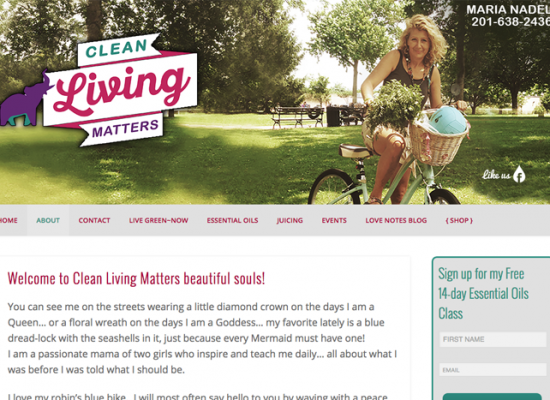 MARIA NADEL
201-638-2436
CLEAN
Living
MATTERS
Like us
HOME ABOUT CONTACT LIVE GREEN~NOW ESSENTIAL OILS JUICING EVENTS LOVE NOTES BLOG { SHOP }
Welcome to Clean Living Matters beautiful souls!
You can see me on the streets wearing a little diamond crown on the days I am a
Queen... or a floral wreath on the days I am a Goddess... my favorite lately is a blue
dread-lock with the seashells in it, just because every Mermaid must have one!
I am a passionate mama of two girls who inspire and teach me daily... all about what I
was before I was told what I should be.
I love my robin's blue bike. I will most often say hello to you by waving with a peace
Sign up for my Free
14-day Essential Oils
Class
FIRST NAME
EMAIL